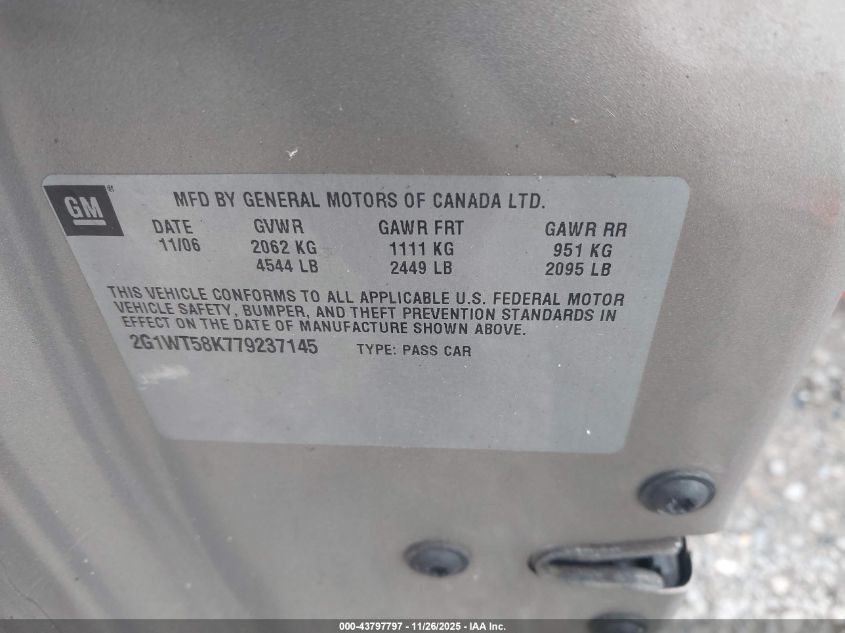 GM®
MFD BY GENERAL MOTORS OF CANADA LTD.
DATE GVWR GAWR FRT GAWR RR
11/06 2062 KG 1111 KG 951 KG
4544 LB 2449 LB 2095 LB
THIS VEHICLE CONFORMS TO ALL APPLICABLE U.S. FEDERAL MOTOR
VEHICLE SAFETY, BUMPER, AND THEFT PREVENTION STANDARDS IN
EFFECT ON THE DATE OF MANUFACTURE SHOWN ABOVE.
2G1WT58K779237145 TYPE: PASS CAR
000-43797797 - 11/26/2025 - IAA Inc.